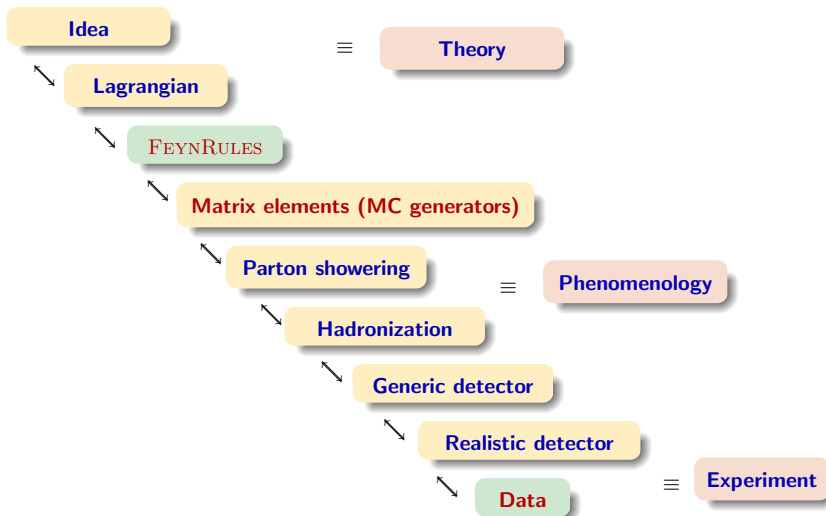 Idea
≡ Theory
Lagrangian
FEYNRULES
Matrix elements (MC generators)
Parton showering
≡ Phenomenology
Hadronization
Generic detector
Realistic detector
≡ Experiment
Data